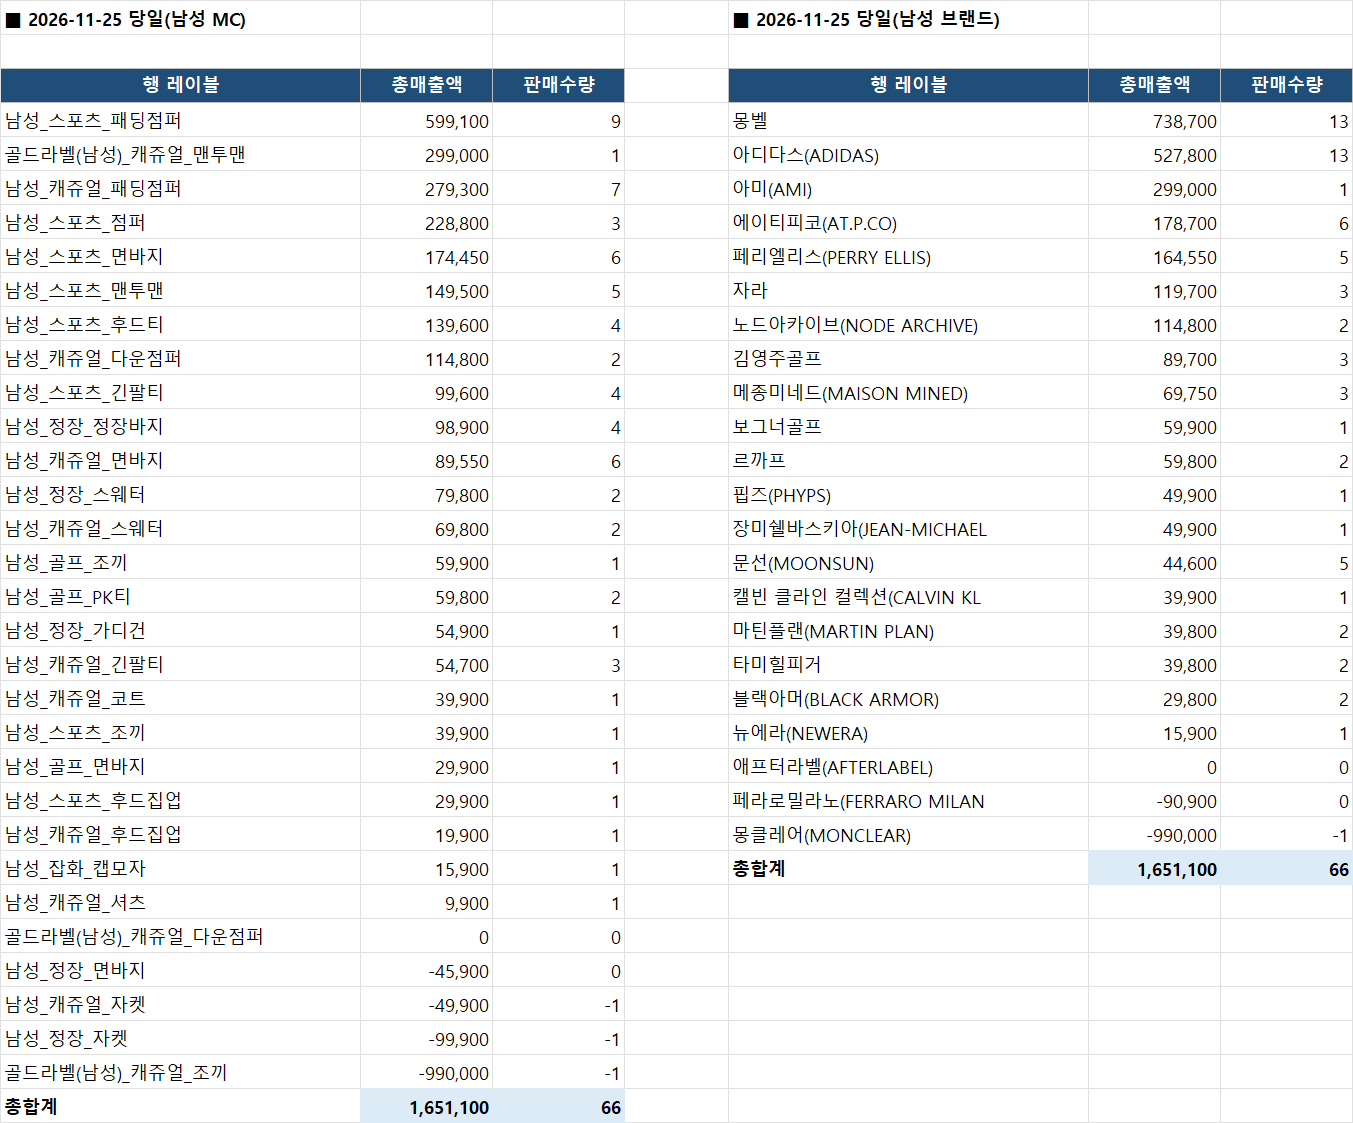 ■ 2026-11-25 당일(남성 MC)
행 레이블 총매출액 판매수량
남성_스포츠_패딩점퍼 599,100 9
골드라벨(남성)_캐쥬얼_맨투맨 299,000 1
남성_캐쥬얼_패딩점퍼 279,300 7
남성_스포츠_점퍼 228,800 3
남성_스포츠_면바지 174,450 6
남성_스포츠_맨투맨 149,500 5
남성_스포츠_후드티 139,600 4
남성_캐쥬얼_다운점퍼 114,800 2
남성_스포츠_긴팔티 99,600 4
남성_정장_정장바지 98,900 4
남성_캐쥬얼_면바지 89,550 6
남성_정장_스웨터 79,800 2
남성_캐쥬얼_스웨터 69,800 2
남성_골프_조끼 59,900 1
남성_골프_PK티 59,800 2
남성_정장_가디건 54,900 1
남성_캐쥬얼_긴팔티 54,700 3
남성_캐쥬얼_코트 39,900 1
남성_스포츠_조끼 39,900 1
남성_골프_면바지 29,900 1
남성_스포츠_후드집업 29,900 1
남성_캐쥬얼_후드집업 19,900 1
남성_잡화_캡모자 15,900 1
남성_캐쥬얼_셔츠 9,900 1
골드라벨(남성)_캐쥬얼_다운점퍼 0 0
남성_정장_면바지 -45,900 0
남성_캐쥬얼_자켓 -49,900 -1
남성_정장_자켓 -99,900 -1
골드라벨(남성)_캐쥬얼_조끼 -990,000 -1
총합계 1,651,100 66
■ 2026-11-25 당일(남성 브랜드)
행 레이블 총매출액 판매수량
몽벨 738,700 13
아디다스(ADIDAS) 527,800 13
아미(AMI) 299,000 1
에이티피코(AT.P.CO) 178,700 6
페리엘리스(PERRY ELLIS) 164,550 5
자라 119,700 3
노드아카이브(NODE ARCHIVE) 114,800 2
김영주골프 89,700 3
메종미네드(MAISON MINED) 69,750 3
보그너골프 59,900 1
르까프 59,800 2
핍즈(PHYPS) 49,900 1
장미쉘바스키아(JEAN-MICHAEL 49,900 1
문선(MOONSUN) 44,600 5
캘빈 클라인 컬렉션(CALVIN KL 39,900 1
마틴플랜(MARTIN PLAN) 39,800 2
타미힐피거 39,800 2
블랙아머(BLACK ARMOR) 29,800 2
뉴에라(NEWERA) 15,900 1
애프터라벨(AFTERLABEL) 0 0
페라로밀라노(FERRARO MILAN -90,900 0
몽클레어(MONCLEAR) -990,000 -1
총합계 1,651,100 66